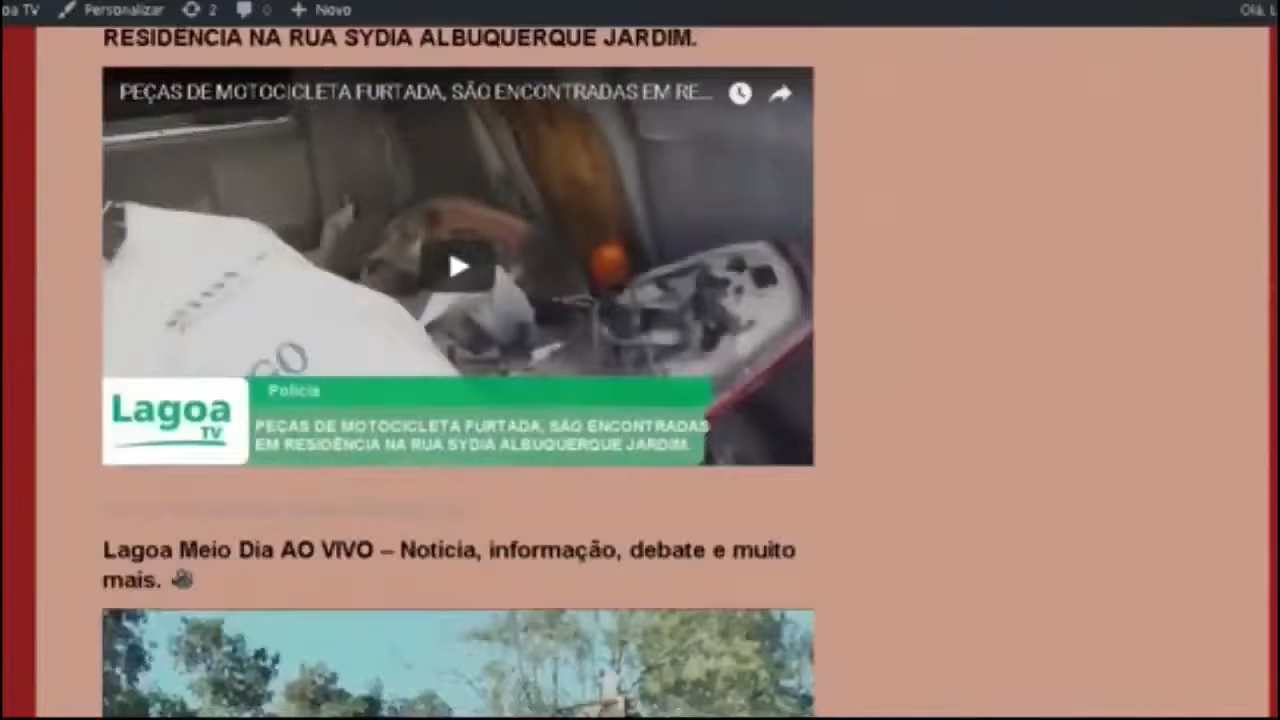 oa TV Personalizar 2 0 Novo Olá, L
RESIDÊNCIA NA RUA SYDIA ALBUQUERQUE JARDIM.
PEÇAS DE MOTOCICLETA FURTADA, SÃO ENCONTRADAS EM RE...
GO
Lagoa
TV
Polícia
PEÇAS DE MOTOCICLETA FURTADA, SÃO ENCONTRADAS
EM RESIDÊNCIA NA RUA SYDIA ALBUQUERQUE JARDIM.
Lagoa Meio Dia AO VIVO – Noticia, informação, debate e muito
mais.